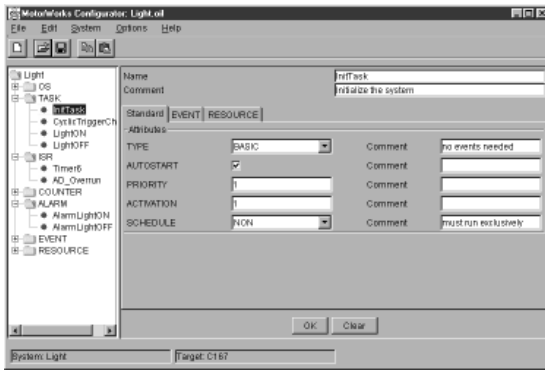 MotorWorks Configurator: Light.oil
File Edit System Options Help
Light
OS
TASK
InitTask
CyclicTriggerCh
LightON
LightOFF
ISR
Timer6
AD_Overrun
COUNTER
ALARM
AlarmLightON
AlarmLightOFF
EVENT
RESOURCE
Name InitTask
Comment Initialize the system
Standard EVENT RESOURCE
Attributes
TYPE BASIC Comment no events needed
AUTOSTART Comment
PRIORITY 1 Comment
ACTIVATION 1 Comment
SCHEDULE NON Comment must run exclusively
OK Clear
System: Light Target: C167